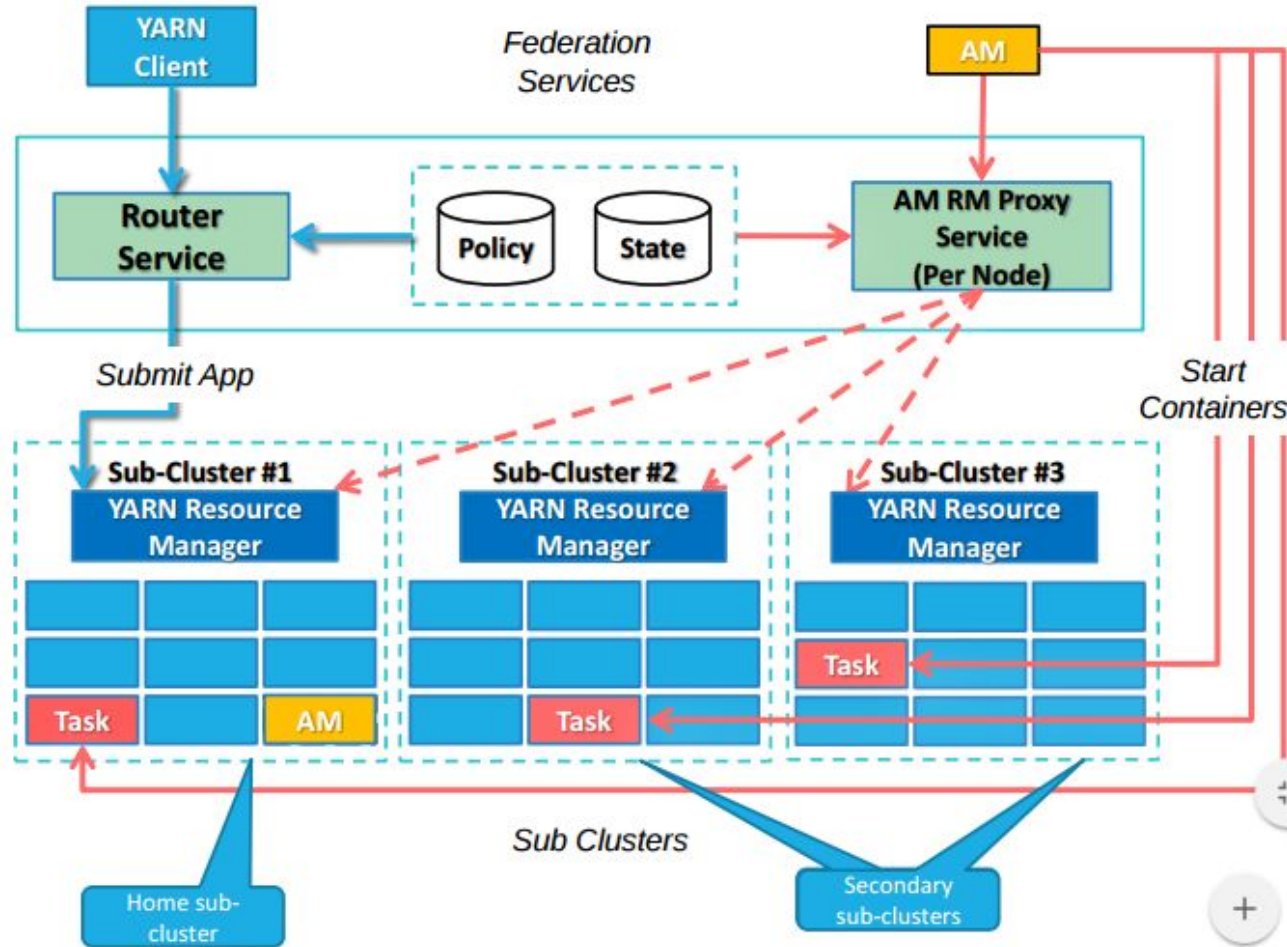 YARN
Client
Federation
Services
AM
Router
Service
Policy
State
AM RM Proxy
Service
(Per Node)
Submit App
Start
Containers
Sub-Cluster #1
YARN Resource
Manager
Sub-Cluster #2
YARN Resource
Manager
Sub-Cluster #3
YARN Resource
Manager
Task
Task
AM
Task
Sub Clusters
Home sub-
cluster
Secondary
sub-clusters